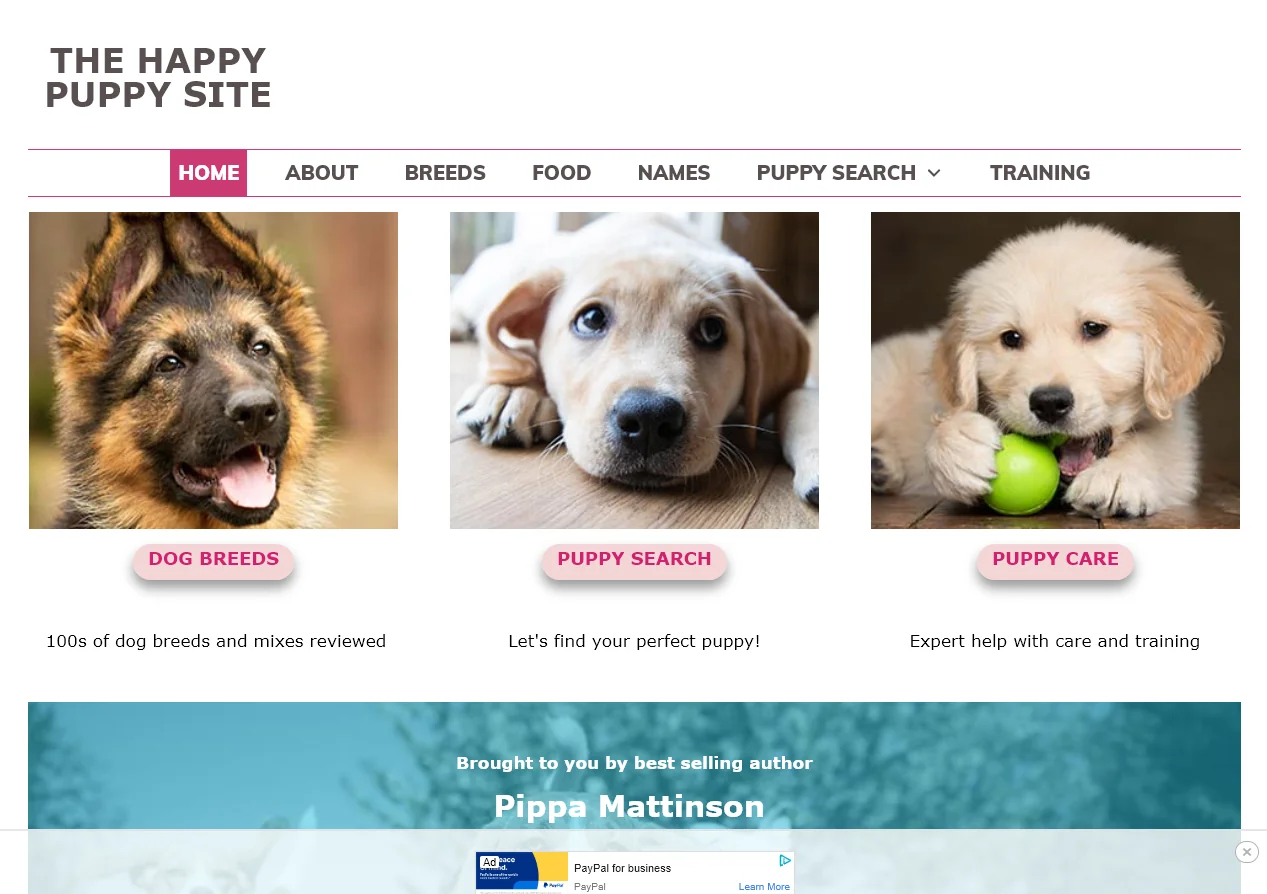 THE HAPPY
PUPPY SITE
HOME ABOUT BREEDS FOOD NAMES PUPPY SEARCH TRAINING
DOG BREEDS
PUPPY SEARCH
PUPPY CARE
100s of dog breeds and mixes reviewed
Let's find your perfect puppy!
Expert help with care and training
Brought to you by best selling author
Pippa Mattinson
Ad
PayPal for business
PayPal
Learn More